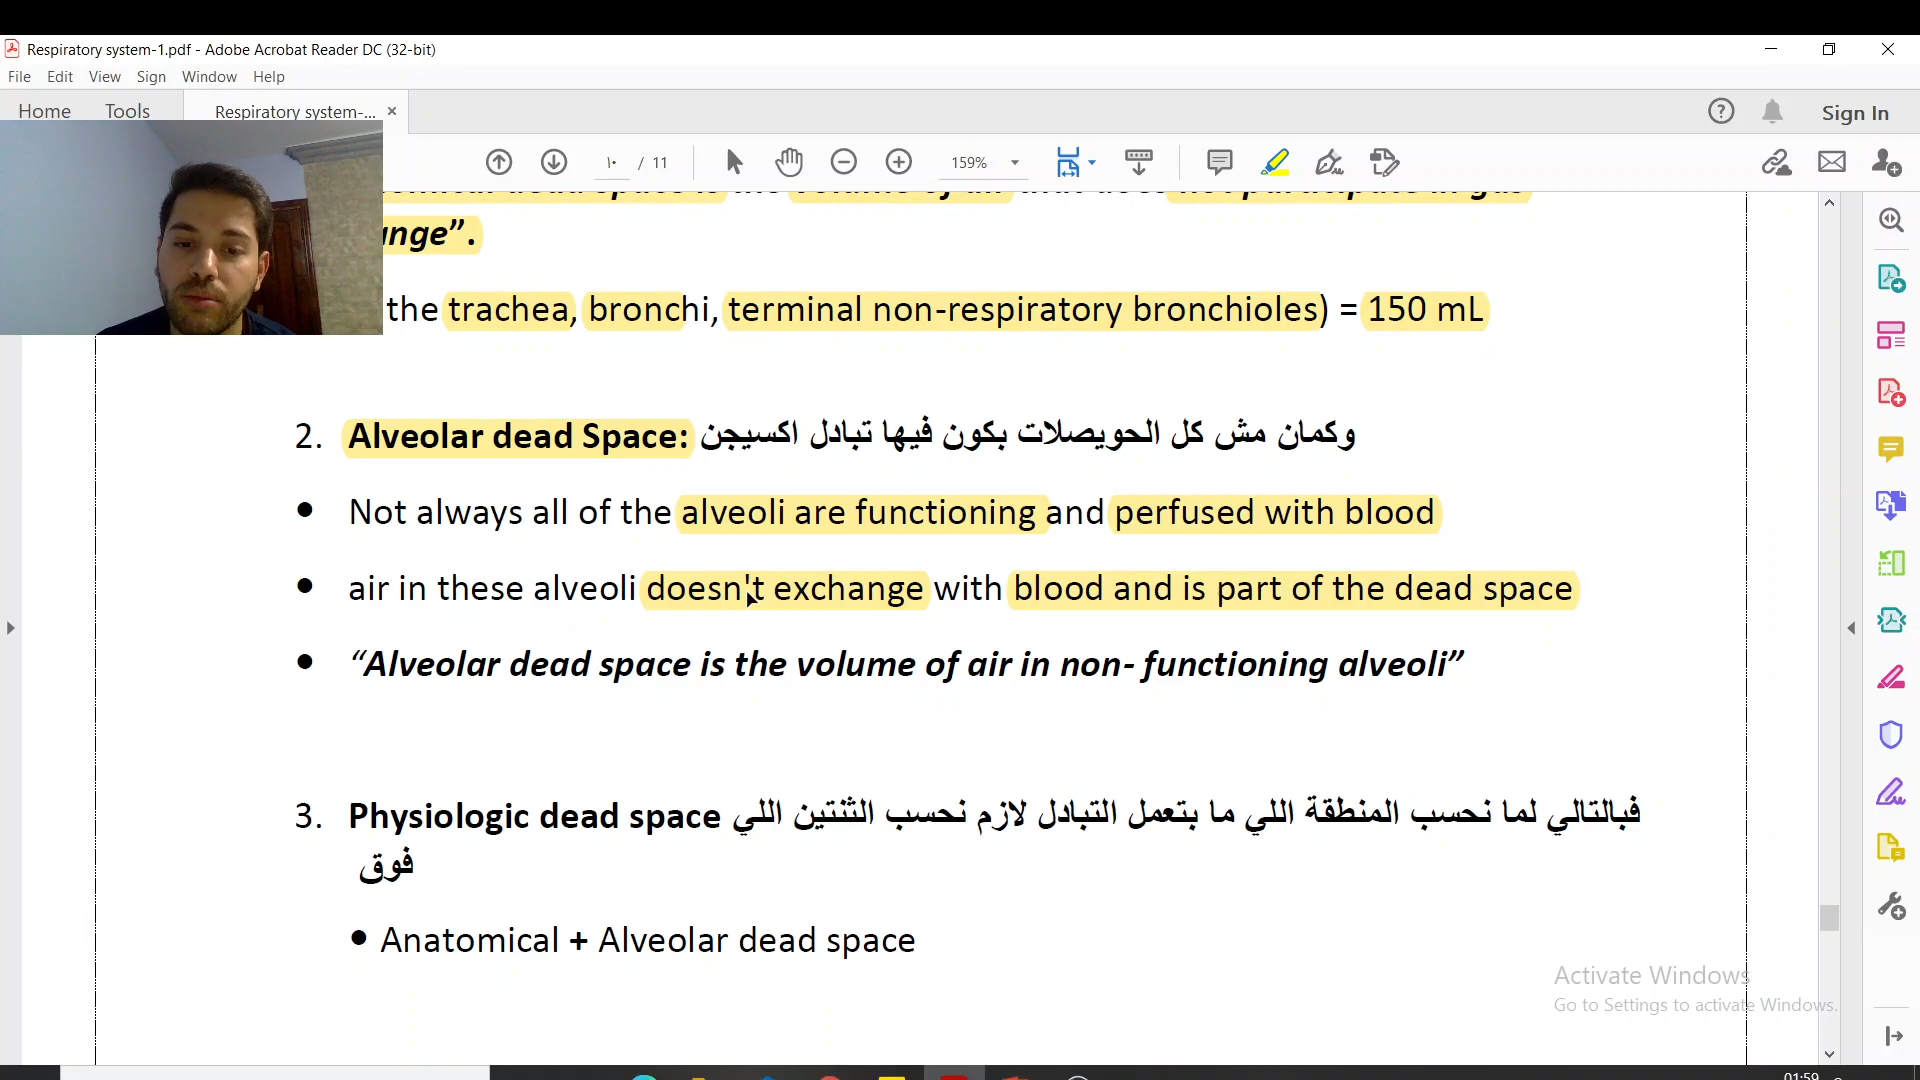 Respiratory system-1.pdf - Adobe Acrobat Reader DC (32-bit)
File Edit View Sign Window Help
Home Tools Respiratory system-... × Sign In
١٠ / 11 159%
ange”.
the trachea, bronchi, terminal non-respiratory bronchioles) = 150 mL
2. Alveolar dead Space: وكمان مش كل الحويصلات بكون فيها تبادل اكسيجن
• Not always all of the alveoli are functioning and perfused with blood
• air in these alveoli doesn't exchange with blood and is part of the dead space
• “Alveolar dead space is the volume of air in non- functioning alveoli”
3. Physiologic dead space فبالتالي لما نحسب المنطقة اللي ما بتعمل التبادل لازم نحسب الثنتين اللي
فوق
• Anatomical + Alveolar dead space
Activate Windows
Go to Settings to activate Windows.
01:59